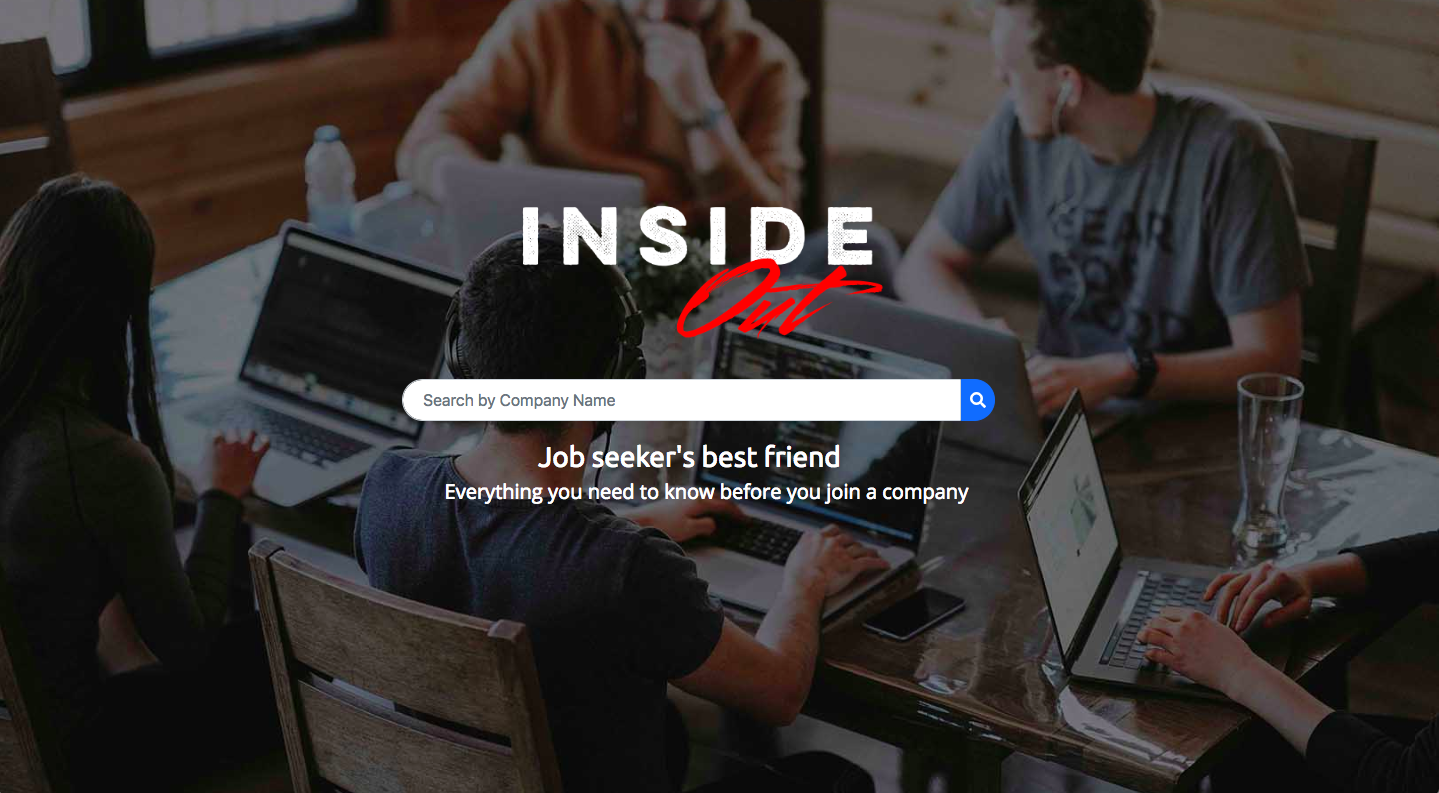 INSIDE
Out
Search by Company Name
Job seeker's best friend
Everything you need to know before you join a company